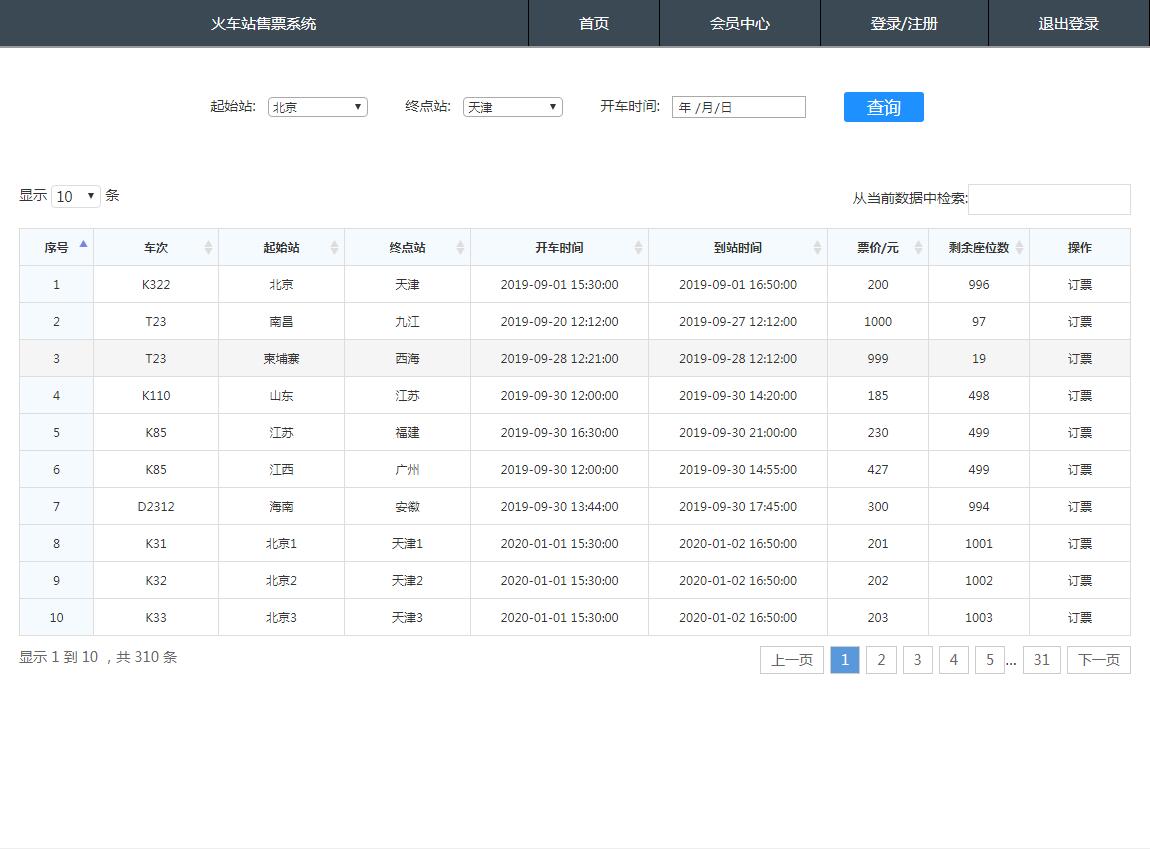 火车站售票系统 首页 会员中心 登录/注册 退出登录
起始站: 北京 终点站: 天津 开车时间: 年 /月/日 查询
显示 10 条 从当前数据中检索:
序号 车次 起始站 终点站 开车时间 到站时间 票价/元 剩余座位数 操作
1 K322 北京 天津 2019-09-01 15:30:00 2019-09-01 16:50:00 200 996 订票
2 T23 南昌 九江 2019-09-20 12:12:00 2019-09-27 12:12:00 1000 97 订票
3 T23 柬埔寨 西海 2019-09-28 12:21:00 2019-09-28 12:12:00 999 19 订票
4 K110 山东 江苏 2019-09-30 12:00:00 2019-09-30 14:20:00 185 498 订票
5 K85 江苏 福建 2019-09-30 16:30:00 2019-09-30 21:00:00 230 499 订票
6 K85 江西 广州 2019-09-30 12:00:00 2019-09-30 14:55:00 427 499 订票
7 D2312 海南 安徽 2019-09-30 13:44:00 2019-09-30 17:45:00 300 994 订票
8 K31 北京1 天津1 2020-01-01 15:30:00 2020-01-02 16:50:00 201 1001 订票
9 K32 北京2 天津2 2020-01-01 15:30:00 2020-01-02 16:50:00 202 1002 订票
10 K33 北京3 天津3 2020-01-01 15:30:00 2020-01-02 16:50:00 203 1003 订票
显示 1 到 10 ，共 310 条 上一页 1 2 3 4 5 ... 31 下一页